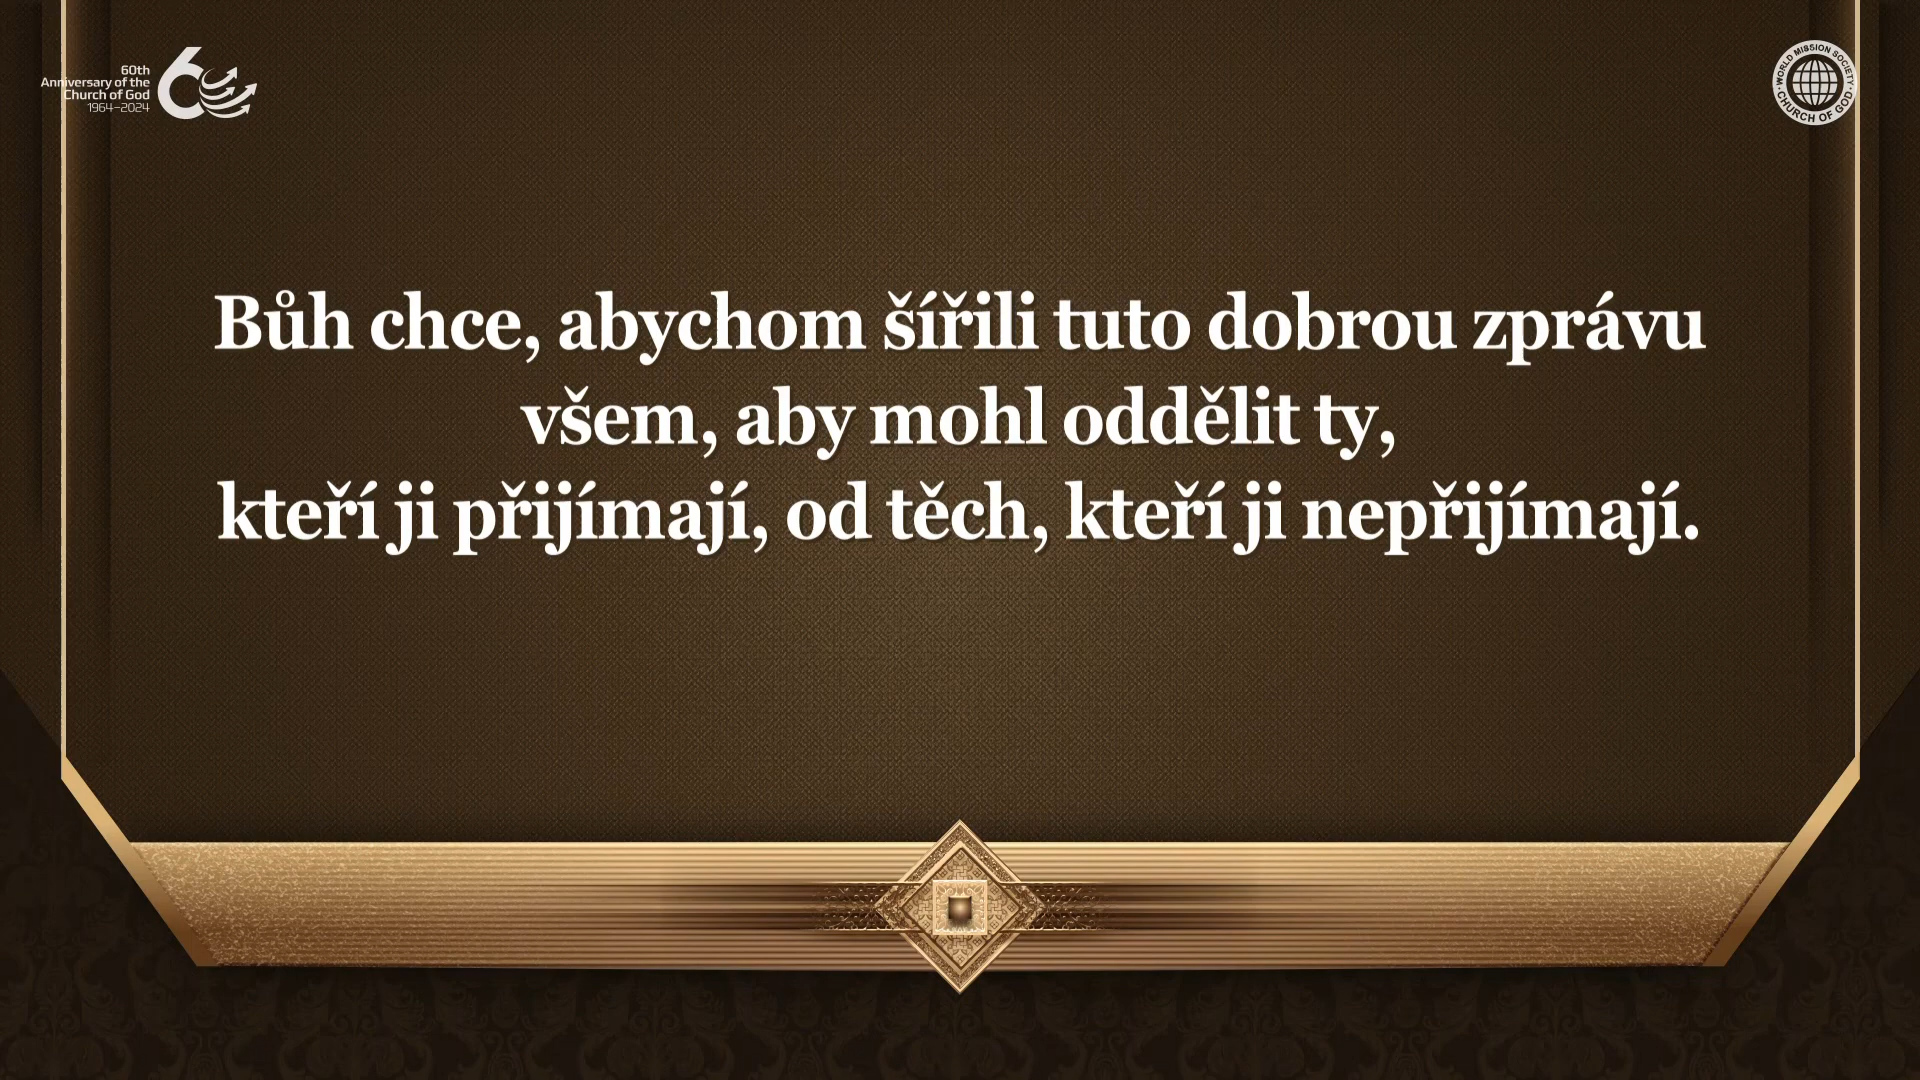 60th
Anniversary of the
Church of God
1964–2024
60
WORLD MISSION SOCIETY
CHURCH OF GOD
Bůh chce, abychom šířili tuto dobrou zprávu
všem, aby mohl oddělit ty,
kteří ji přijímají, od těch, kteří ji nepřijímají.